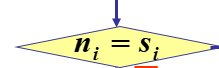 nᵢ = sᵢ